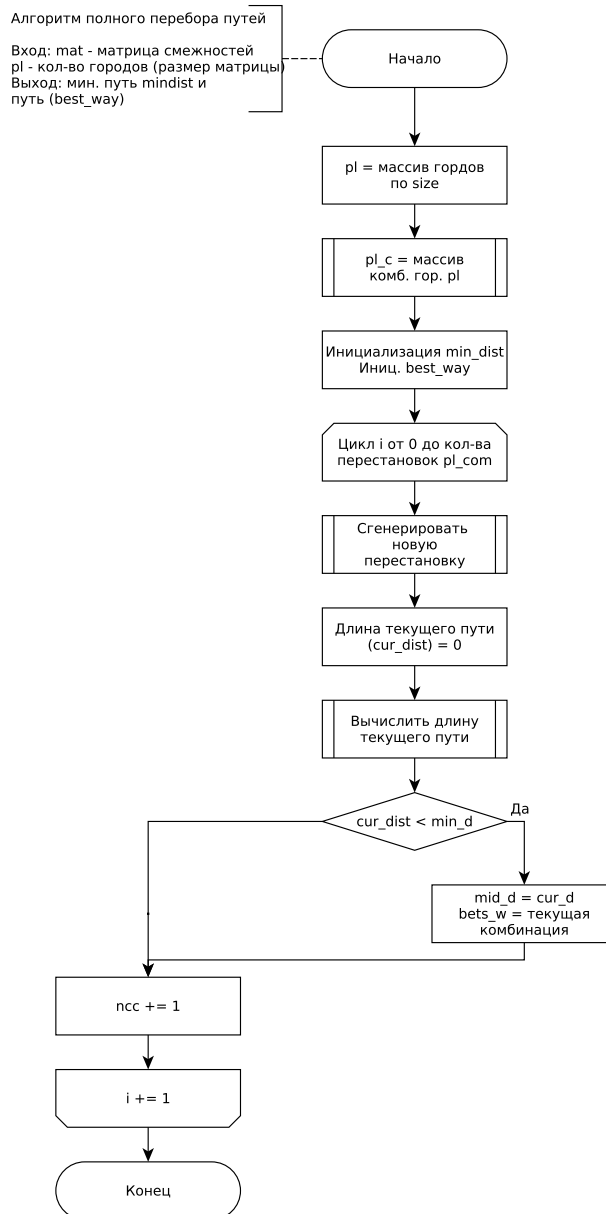 Алгоритм полного перебора путей
Вход: mat - матрица смежностей
pl - кол-во городов (размер матрицы)
Выход: мин. путь mindist и
путь (best_way)
Начало
pl = массив гордов
по size
pl_c = массив
комб. гор. pl
Инициализация min_dist
Иниц. best_way
Цикл i от 0 до кол-ва
перестановок pl_com
Сгенерировать
новую
перестановку
Длина текущего пути
(cur_dist) = 0
Вычислить длину
текущего пути
cur_dist < min_d
Да
mid_d = cur_d
bets_w = текущая
комбинация
ncc += 1
i += 1
Конец